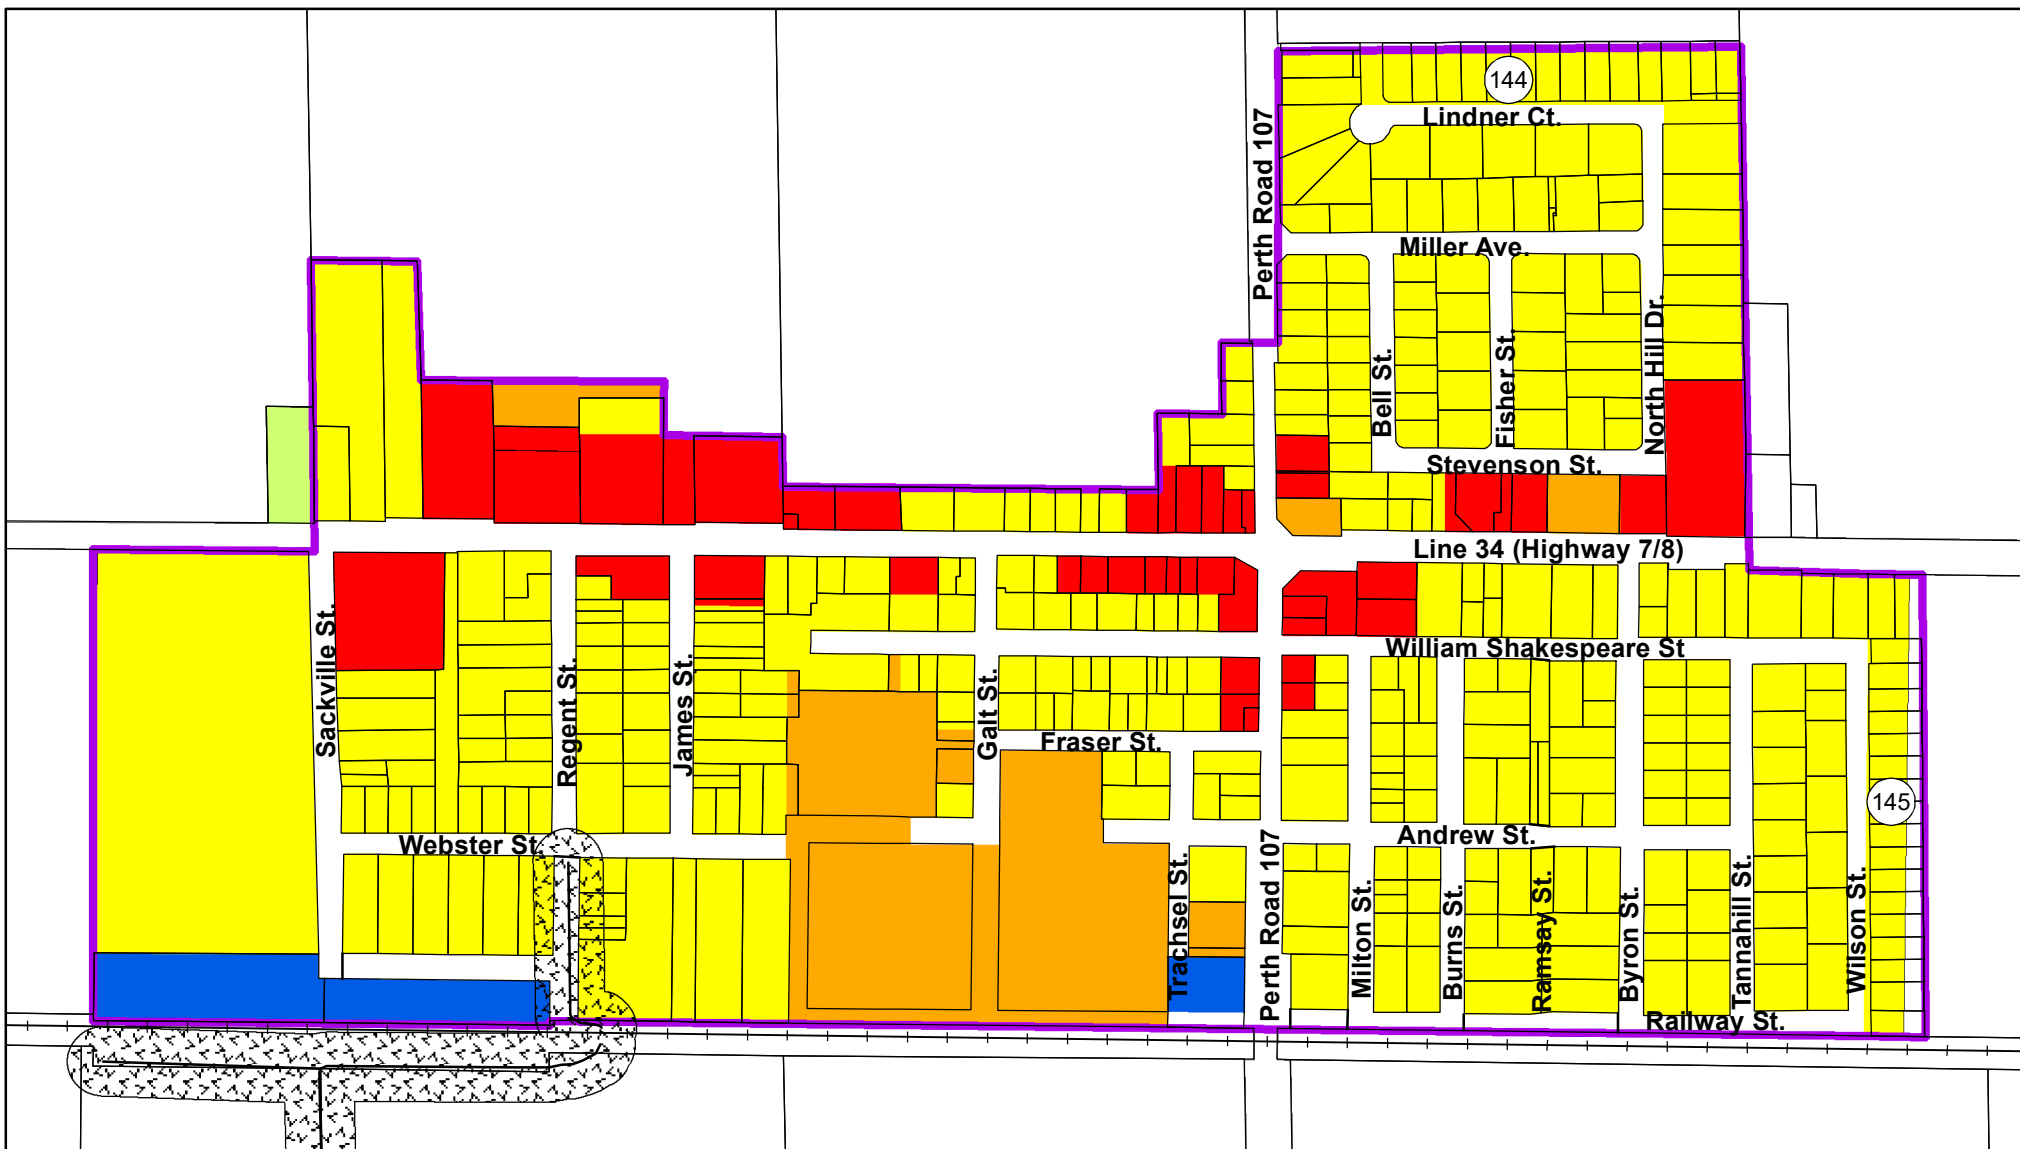 144
Lindner Ct.
Perth Road 107
Miller Ave.
Bell St.
Fisher St.
North Hill Dr.
Stevenson St.
Line 34 (Highway 7/8)
Sackville St.
Regent St.
James St.
Galt St.
William Shakespeare St
Fraser St.
145
Webster St.
Andrew St.
Trachsel St.
Perth Road 107
Milton St.
Burns St.
Ramsay St.
Byron St.
Tannahill St.
Wilson St.
Railway St.